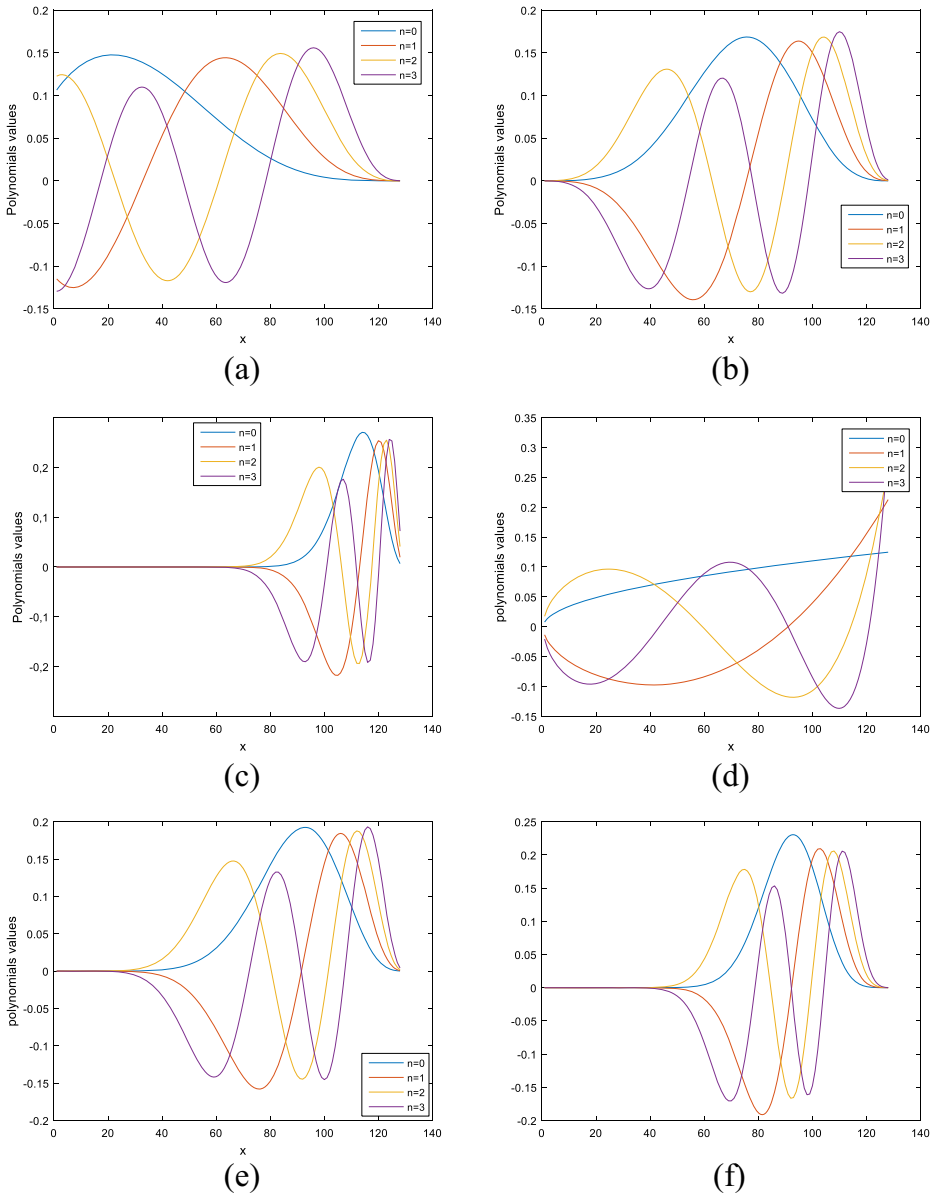 0.2
0.15
0.1
0.05
0
-0.05
-0.1
-0.15
Polynomials values
n=0
n=1
n=2
n=3
0 20 40 60 80 100 120 140
x
(a)
0.2
0.15
0.1
0.05
0
-0.05
-0.1
-0.15
Polynomials values
n=0
n=1
n=2
n=3
0 20 40 60 80 100 120 140
x
(b)
0,2
0,1
0
-0,1
-0,2
Polynomials values
n=0
n=1
n=2
n=3
0 20 40 60 80 100 120 140
x
(c)
0.35
0.3
0.25
0.2
0.15
0.1
0.05
0
-0.05
-0.1
-0.15
polynomials values
n=0
n=1
n=2
n=3
0 20 40 60 80 100 120 140
x
(d)
0.2
0.15
0.1
0.05
0
-0.05
-0.1
-0.15
-0.2
polynomials values
n=0
n=1
n=2
n=3
0 20 40 60 80 100 120 140
x
(e)
0.25
0.2
0.15
0.1
0.05
0
-0.05
-0.1
-0.15
-0.2
0 20 40 60 80 100 120 140
(f)